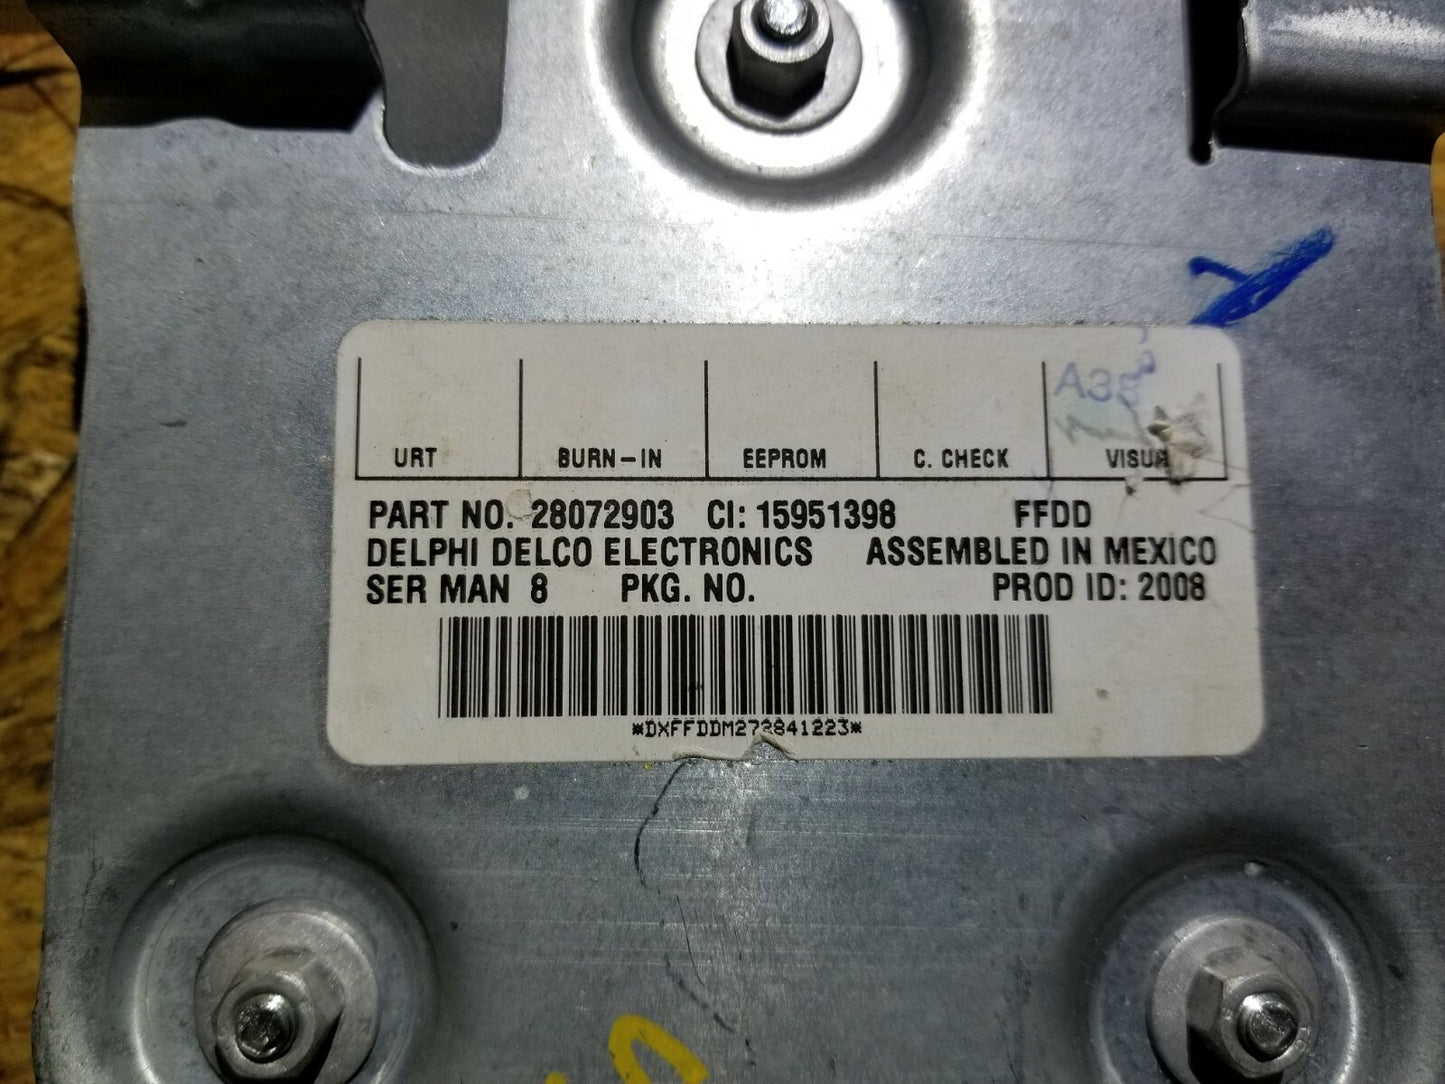 URT BURN-IN EEPROM C. CHECK
PART NO. 28072903 CI: 15951398 FFDD
DELPHI DELCO ELECTRONICS ASSEMBLED IN MEXICO
SER MAN 8 PKG. NO. PROD ID: 2008